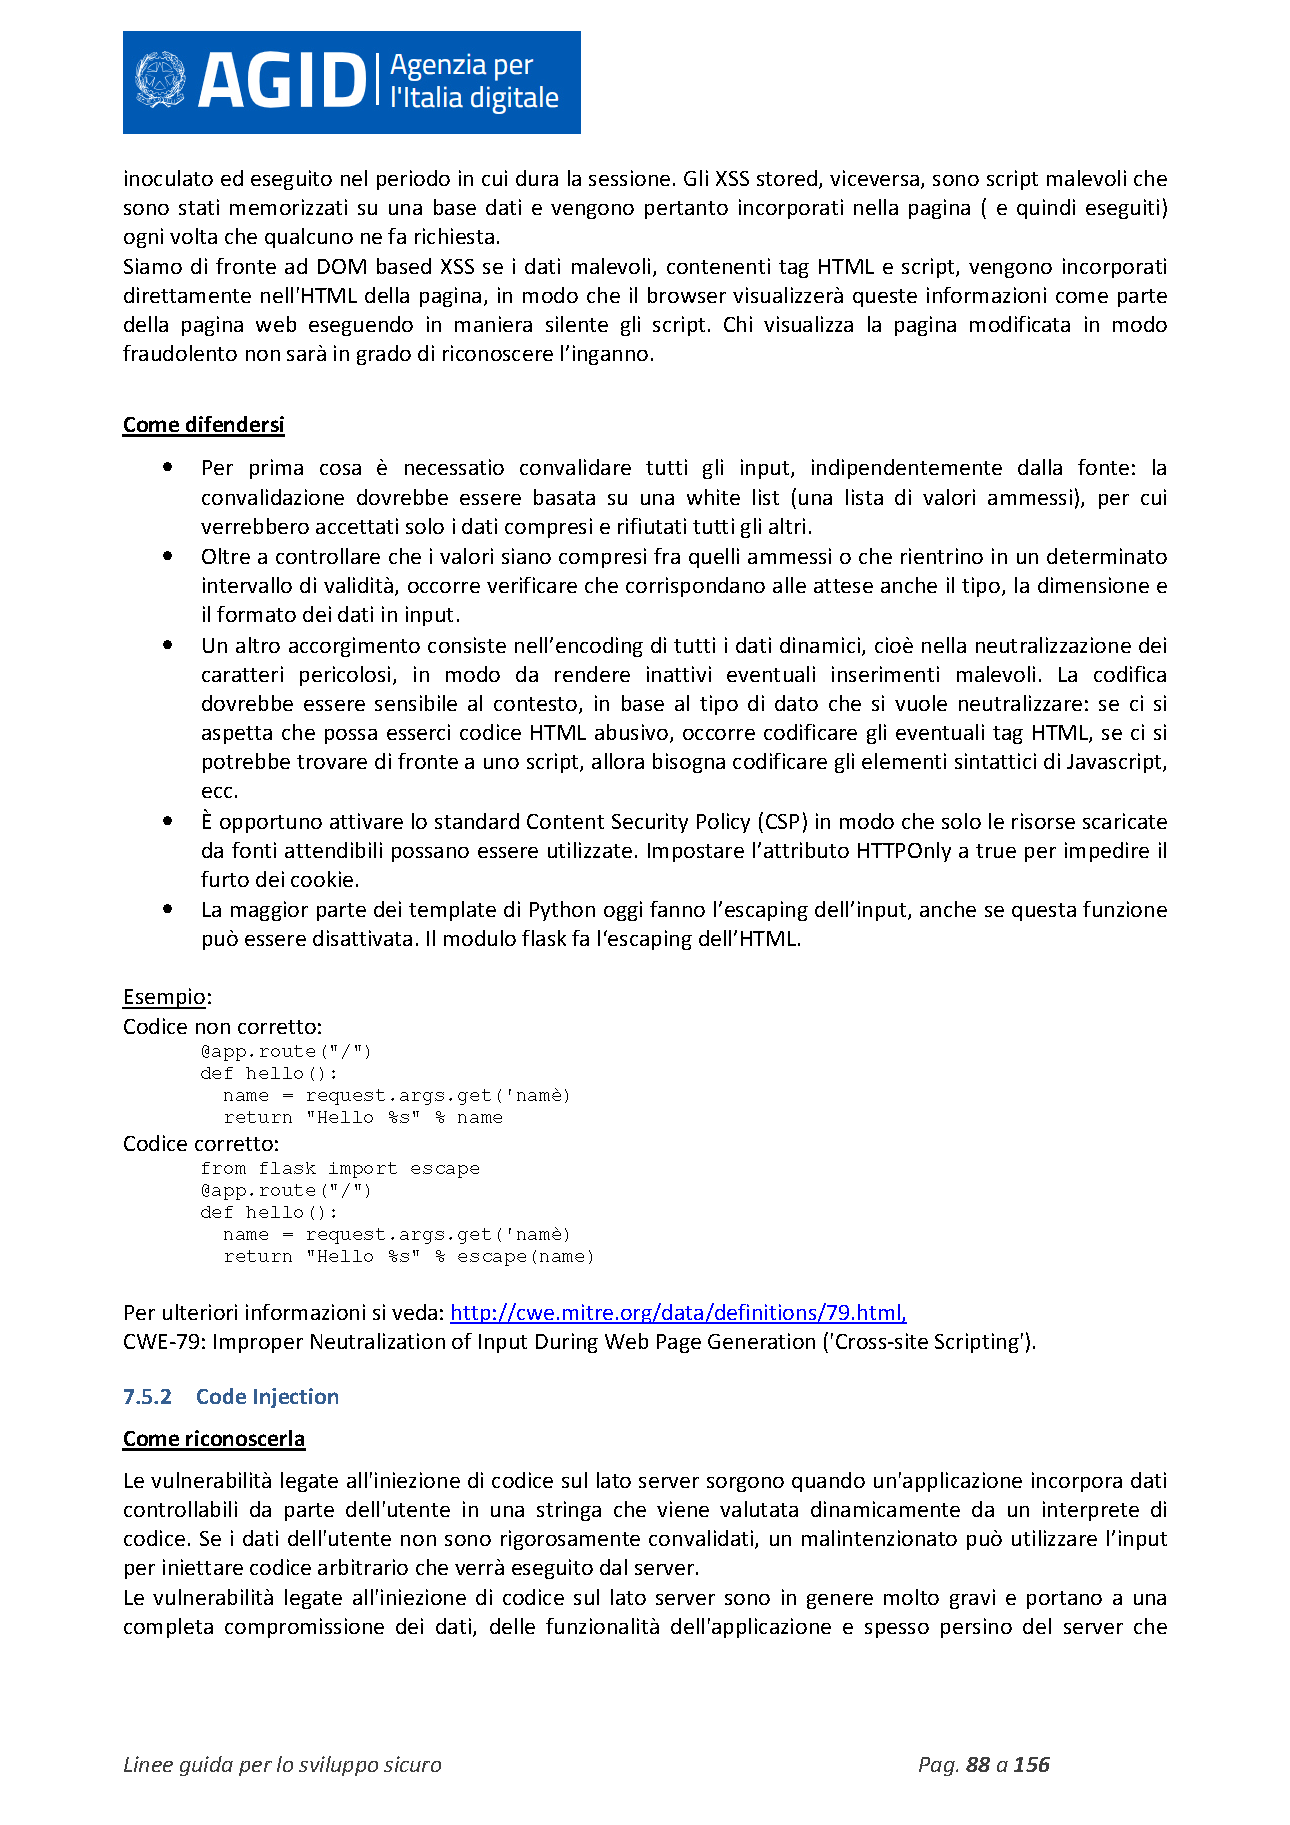 AGID Agenzia per
l'Italia digitale
inoculato ed eseguito nel periodo in cui dura la sessione. Gli XSS stored, viceversa, sono script malevoli che
sono stati memorizzati su una base dati e vengono pertanto incorporati nella pagina ( e quindi eseguiti)
ogni volta che qualcuno ne fa richiesta.
Siamo di fronte ad DOM based XSS se i dati malevoli, contenenti tag HTML e script, vengono incorporati
direttamente nell'HTML della pagina, in modo che il browser visualizzerà queste informazioni come parte
della pagina web eseguendo in maniera silente gli script. Chi visualizza la pagina modificata in modo
fraudolento non sarà in grado di riconoscere l’inganno.
Come difendersi
• Per prima cosa è necessatio convalidare tutti gli input, indipendentemente dalla fonte: la
convalidazione dovrebbe essere basata su una white list (una lista di valori ammessi), per cui
verrebbero accettati solo i dati compresi e rifiutati tutti gli altri.
• Oltre a controllare che i valori siano compresi fra quelli ammessi o che rientrino in un determinato
intervallo di validità, occorre verificare che corrispondano alle attese anche il tipo, la dimensione e
il formato dei dati in input.
• Un altro accorgimento consiste nell’encoding di tutti i dati dinamici, cioè nella neutralizzazione dei
caratteri pericolosi, in modo da rendere inattivi eventuali inserimenti malevoli. La codifica
dovrebbe essere sensibile al contesto, in base al tipo di dato che si vuole neutralizzare: se ci si
aspetta che possa esserci codice HTML abusivo, occorre codificare gli eventuali tag HTML, se ci si
potrebbe trovare di fronte a uno script, allora bisogna codificare gli elementi sintattici di Javascript,
ecc.
• È opportuno attivare lo standard Content Security Policy (CSP) in modo che solo le risorse scaricate
da fonti attendibili possano essere utilizzate. Impostare l’attributo HTTPOnly a true per impedire il
furto dei cookie.
• La maggior parte dei template di Python oggi fanno l’escaping dell’input, anche se questa funzione
può essere disattivata. Il modulo flask fa l‘escaping dell’HTML.
Esempio:
Codice non corretto:
@app.route("/")
def hello():
  name = request.args.get('namè)
  return "Hello %s" % name
Codice corretto:
from flask import escape
@app.route("/")
def hello():
  name = request.args.get('namè)
  return "Hello %s" % escape(name)
Per ulteriori informazioni si veda: http://cwe.mitre.org/data/definitions/79.html,
CWE-79: Improper Neutralization of Input During Web Page Generation ('Cross-site Scripting').
7.5.2 Code Injection
Come riconoscerla
Le vulnerabilità legate all'iniezione di codice sul lato server sorgono quando un'applicazione incorpora dati
controllabili da parte dell'utente in una stringa che viene valutata dinamicamente da un interprete di
codice. Se i dati dell'utente non sono rigorosamente convalidati, un malintenzionato può utilizzare l’input
per iniettare codice arbitrario che verrà eseguito dal server.
Le vulnerabilità legate all'iniezione di codice sul lato server sono in genere molto gravi e portano a una
completa compromissione dei dati, delle funzionalità dell'applicazione e spesso persino del server che
Linee guida per lo sviluppo sicuro Pag. 88 a 156